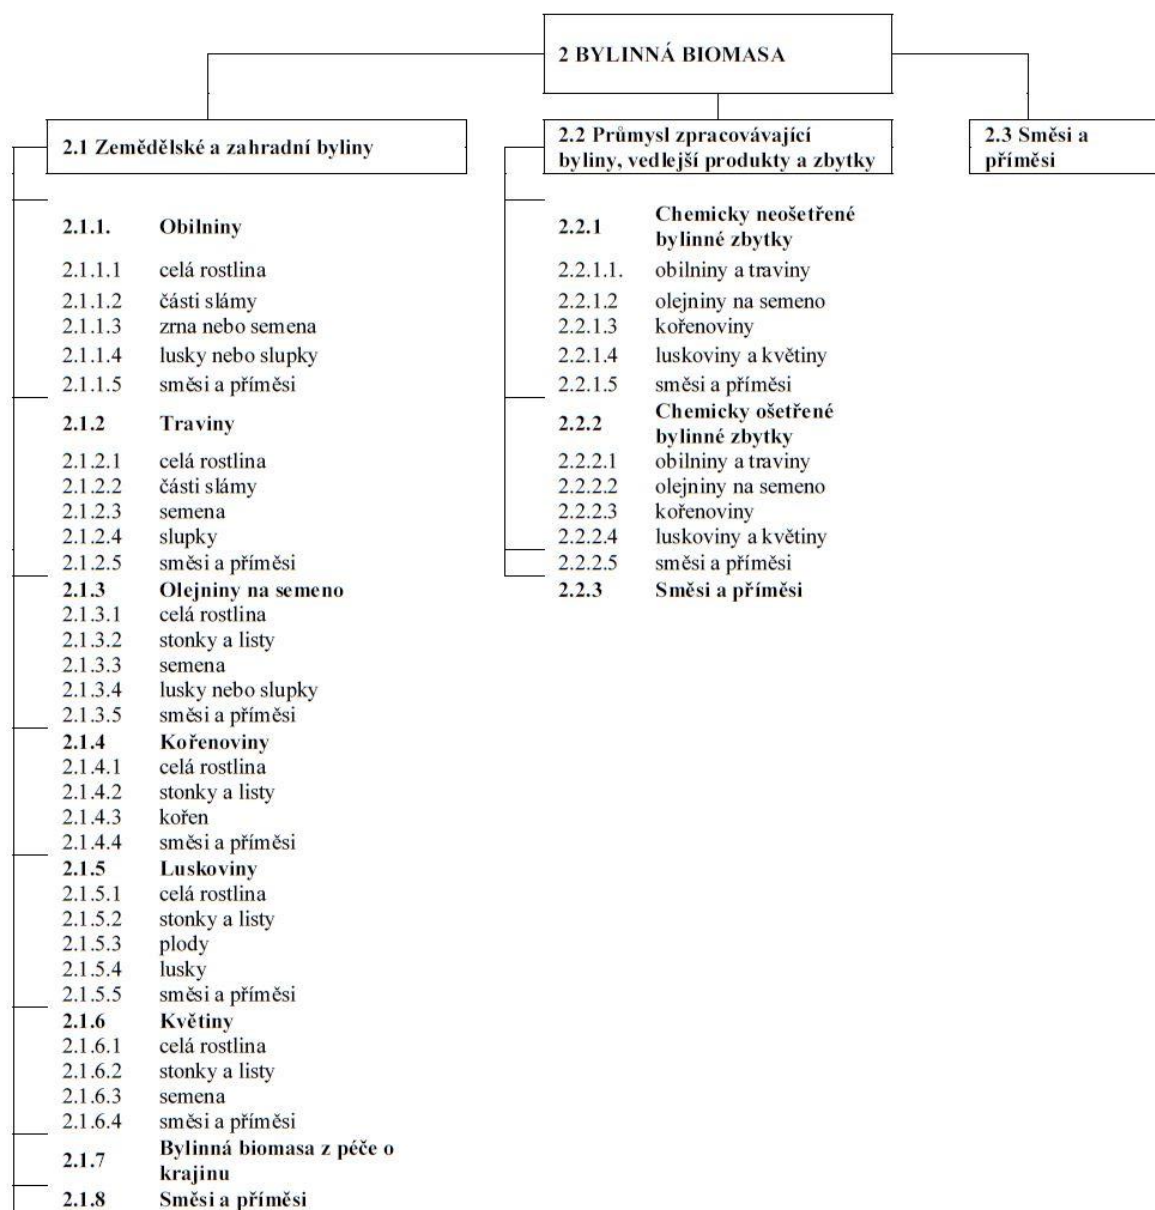 2 BYLINNÁ BIOMASA
2.1 Zemědělské a zahradní byliny
2.2 Průmysl zpracovávající
byliny, vedlejší produkty a zbytky
2.3 Směsi a
příměsi
2.1.1. Obilniny
2.1.1.1 celá rostlina
2.1.1.2 části slámy
2.1.1.3 zrna nebo semena
2.1.1.4 lusky nebo slupky
2.1.1.5 směsi a příměsi
2.1.2 Traviny
2.1.2.1 celá rostlina
2.1.2.2 části slámy
2.1.2.3 semena
2.1.2.4 slupky
2.1.2.5 směsi a příměsi
2.1.3 Olejniny na semeno
2.1.3.1 celá rostlina
2.1.3.2 stonky a listy
2.1.3.3 semena
2.1.3.4 lusky nebo slupky
2.1.3.5 směsi a příměsi
2.1.4 Kořenoviny
2.1.4.1 celá rostlina
2.1.4.2 stonky a listy
2.1.4.3 kořen
2.1.4.4 směsi a příměsi
2.1.5 Luskoviny
2.1.5.1 celá rostlina
2.1.5.2 stonky a listy
2.1.5.3 plody
2.1.5.4 lusky
2.1.5.5 směsi a příměsi
2.1.6 Květiny
2.1.6.1 celá rostlina
2.1.6.2 stonky a listy
2.1.6.3 semena
2.1.6.4 směsi a příměsi
2.1.7 Bylinná biomasa z péče o
krajinu
2.1.8 Směsi a příměsi
2.2.1 Chemicky neošetřené
bylinné zbytky
2.2.1.1. obilniny a traviny
2.2.1.2 olejniny na semeno
2.2.1.3 kořenoviny
2.2.1.4 luskoviny a květiny
2.2.1.5 směsi a příměsi
2.2.2 Chemicky ošetřené
bylinné zbytky
2.2.2.1 obilniny a traviny
2.2.2.2 olejniny na semeno
2.2.2.3 kořenoviny
2.2.2.4 luskoviny a květiny
2.2.2.5 směsi a příměsi
2.2.3 Směsi a příměsi